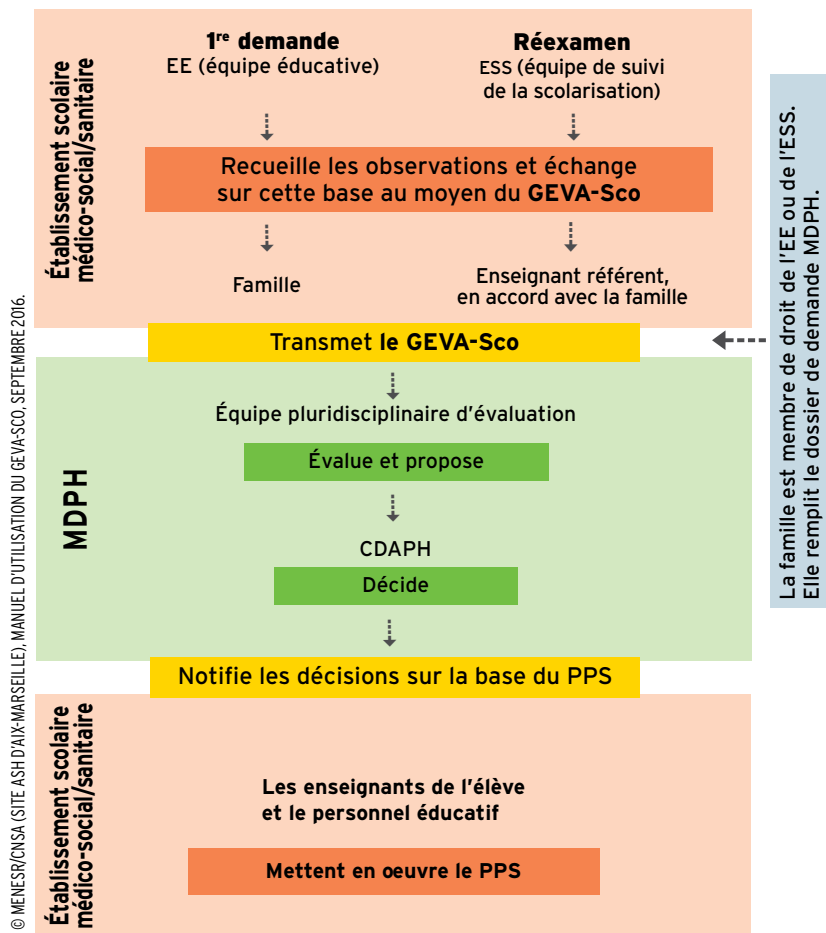 Établissement scolaire
médico-social/sanitaire
1re demande
EE (équipe éducative)
Réexamen
ESS (équipe de suivi
de la scolarisation)
Recueille les observations et échange
sur cette base au moyen du GEVA-Sco
Famille
Enseignant référent,
en accord avec la famille
Transmet le GEVA-Sco
La famille est membre de droit de l'EE ou de l'ESS.
Elle remplit le dossier de demande MDPH.
MDPH
Équipe pluridisciplinaire d'évaluation
Évalue et propose
CDAPH
Décide
Notifie les décisions sur la base du PPS
Établissement scolaire
médico-social/sanitaire
Les enseignants de l'élève
et le personnel éducatif
Mettent en œuvre le PPS
© MENESR/CNSA (SITE ASH D'AIX-MARSEILLE), MANUEL D'UTILISATION DU GEVA-SCO, SEPTEMBRE 2016.